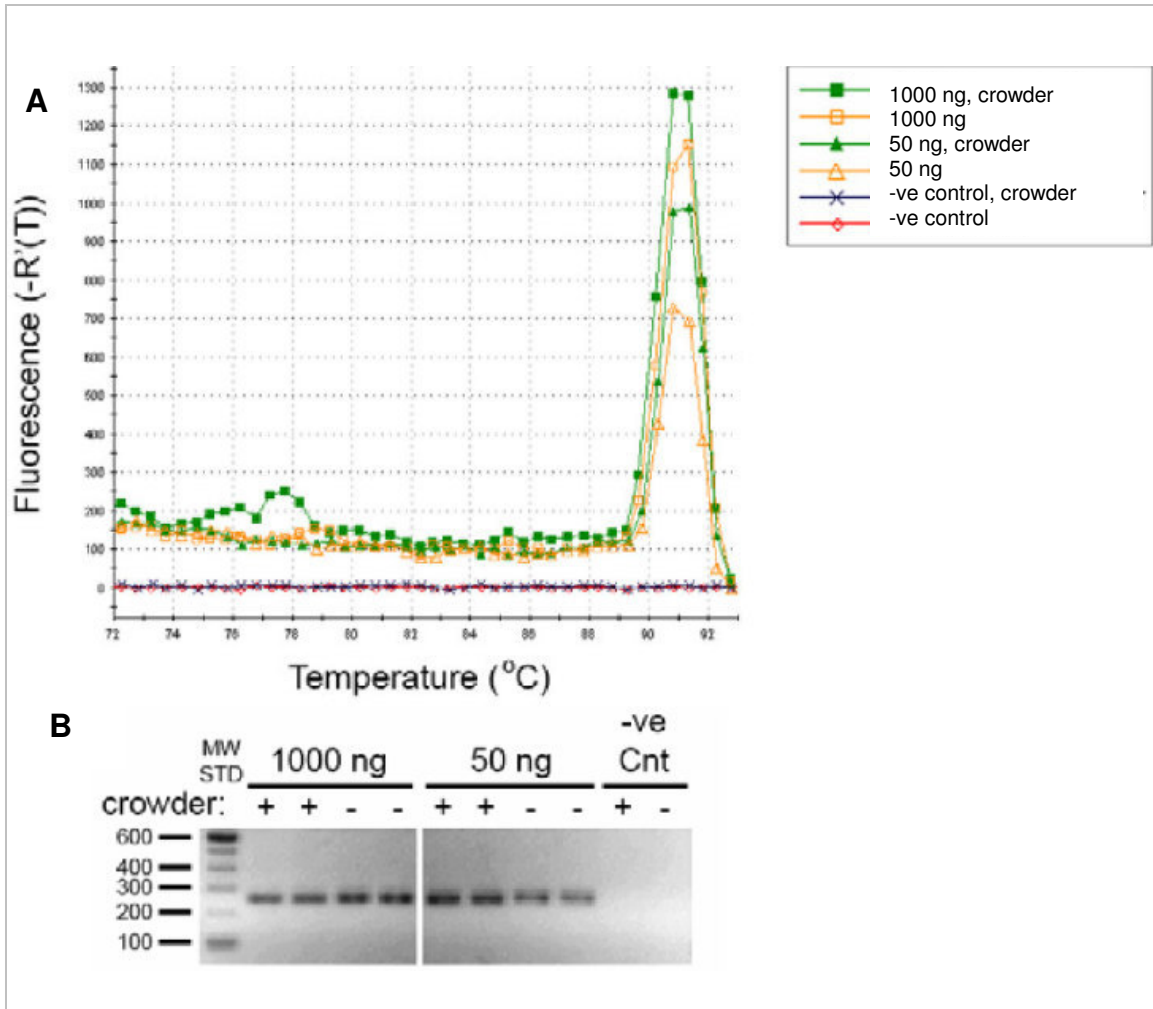 A
Fluorescence (-R'(T))
1300
1200
1100
1000
900
800
700
600
500
400
300
200
100
0
72 74 76 78 80 82 84 86 88 90 92
Temperature (°C)
1000 ng, crowder
1000 ng
50 ng, crowder
50 ng
-ve control, crowder
-ve control
B
MW STD 1000 ng 50 ng -ve Cnt
crowder: + + - - + + - - + -
600
400
300
200
100